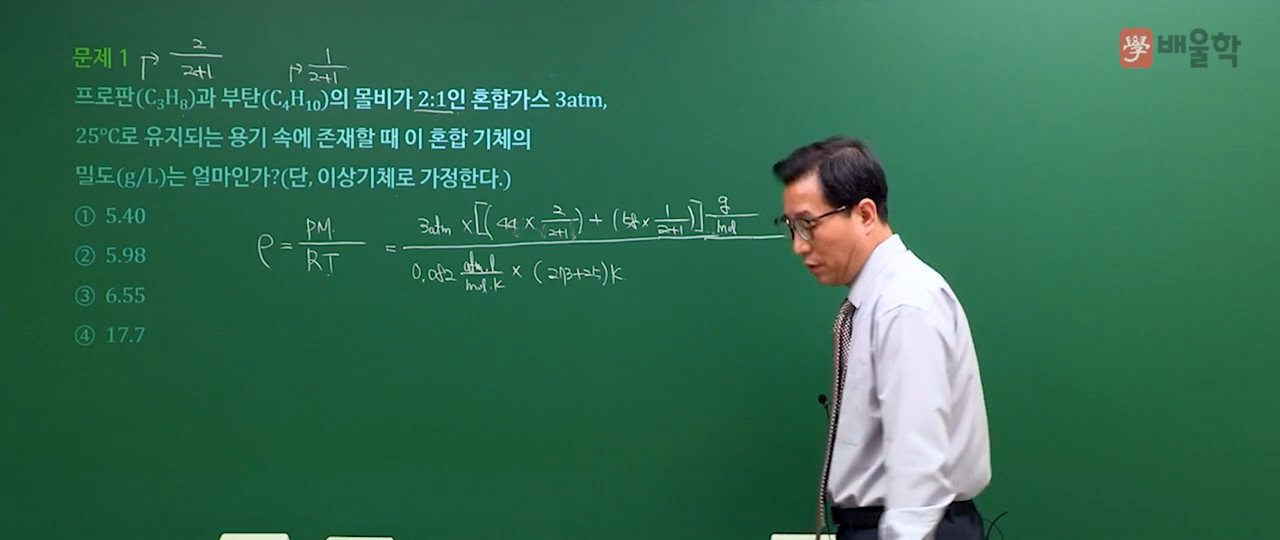 學 배울학
문제 1
2/(2+1)
1/(2+1)
프로판(C₃H₈)과 부탄(C₄H₁₀)의 몰비가 2:1인 혼합가스 3atm,
25℃로 유지되는 용기 속에 존재할 때 이 혼합 기체의
밀도(g/L)는 얼마인가?(단, 이상기체로 가정한다.)
① 5.40
② 5.98
③ 6.55
④ 17.7
ρ = PM/RT = 3atm × [(44 × 2/(2+1)) + (58 × 1/(2+1))] g/mol
0.082 atm·l/mol·K × (273+25)K